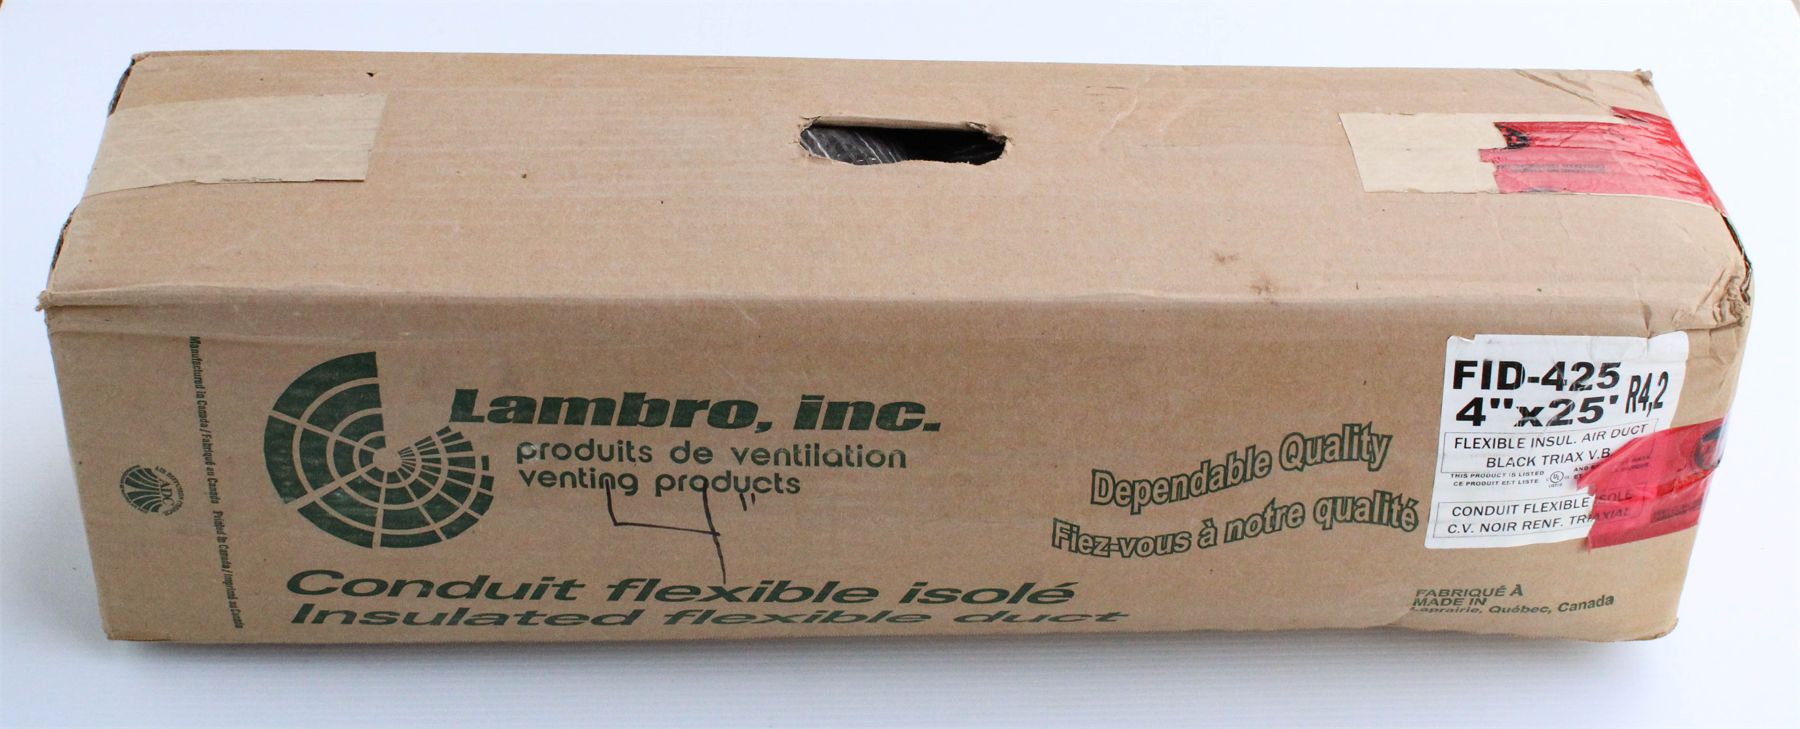 Manufactured in Canada / Fabriqué au Canada
Printed in Canada / Imprimé au Canada
ADC
Lambro, inc.
produits de ventilation
venting products
4"
Conduit flexible isolé
Insulated flexible duct
Dependable Quality
Fiez-vous à notre qualité
FID-425
4"x25' R4,2
FLEXIBLE INSUL. AIR DUCT
BLACK TRIAX V.B.
THIS PRODUCT IS LISTED
CE PRODUIT EST LISTE
CONDUIT FLEXIBLE ISOLÉ
C.V. NOIR RENF. TRIAXIAL
FABRIQUÉ À
MADE IN
Laprairie, Québec, Canada